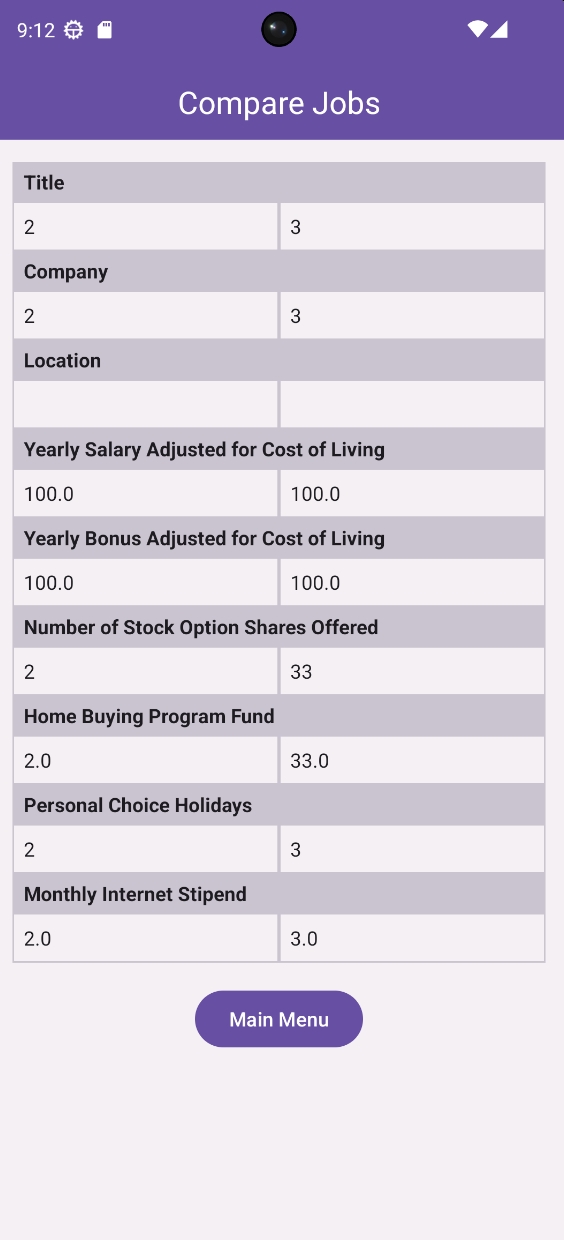 9:12
Compare Jobs
Title
2 3
Company
2 3
Location
Yearly Salary Adjusted for Cost of Living
100.0 100.0
Yearly Bonus Adjusted for Cost of Living
100.0 100.0
Number of Stock Option Shares Offered
2 33
Home Buying Program Fund
2.0 33.0
Personal Choice Holidays
2 3
Monthly Internet Stipend
2.0 3.0
Main Menu